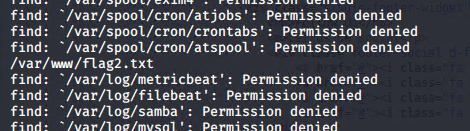 find: `/var/spool/exim4': Permission denied
find: `/var/spool/cron/atjobs': Permission denied
find: `/var/spool/cron/crontabs': Permission denied
find: `/var/spool/cron/atspool': Permission denied
/var/www/flag2.txt
find: `/var/log/metricbeat': Permission denied
find: `/var/log/filebeat': Permission denied
find: `/var/log/samba': Permission denied
find: `/var/log/mysql': Permission denied